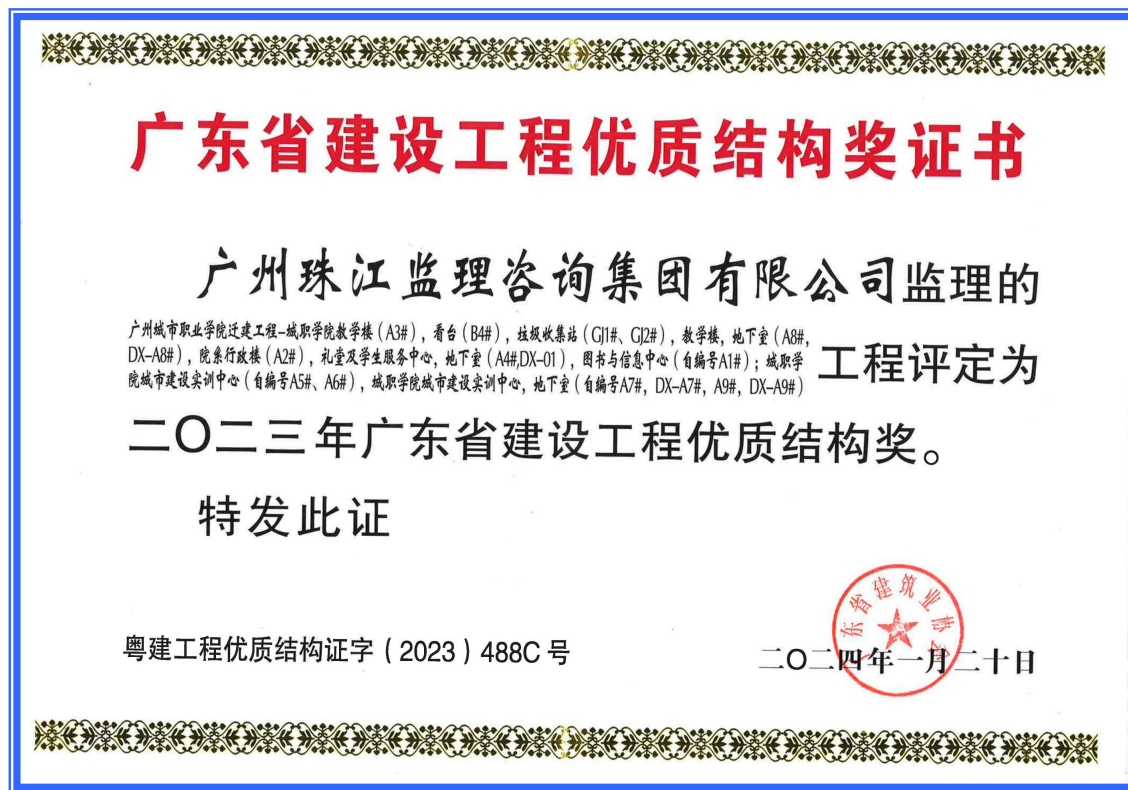 广东省建设工程优质结构奖证书
广州珠江监理咨询集团有限公司监理的
广州城市职业学院迁建工程-城职学院教学楼（A3#），看台（B4#），垃圾收集站（GJ1#、GJ2#），教学楼，地下室（A8#，
DX-A8#），院系行政楼（A2#），礼堂及学生服务中心，地下室（A4#,DX-01），图书与信息中心（自编号A1#）；城职学
院城市建设实训中心（自编号A5#、A6#），城职学院城市建设实训中心，地下室（自编号A7#，DX-A7#，A9#，DX-A9#）
工程评定为
二〇二三年广东省建设工程优质结构奖。
特发此证
广东省建筑业协会
粤建工程优质结构证字（2023）488C 号
二〇二四年一月二十日